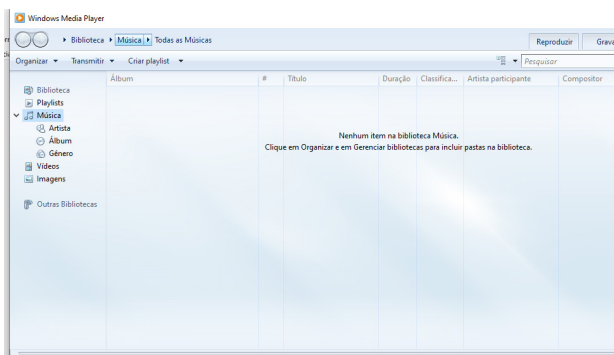 Windows Media Player
Biblioteca Música Todas as Músicas
Reproduzir
Organizar Transmitir Criar playlist
Pesquisar
Álbum # Título Duração Classifica... Artista participante Compositor
Biblioteca
Playlists
Música
Artista
Álbum
Género
Vídeos
Imagens
Outras Bibliotecas
Nenhum item na biblioteca Música.
Clique em Organizar e em Gerenciar bibliotecas para incluir pastas na biblioteca.